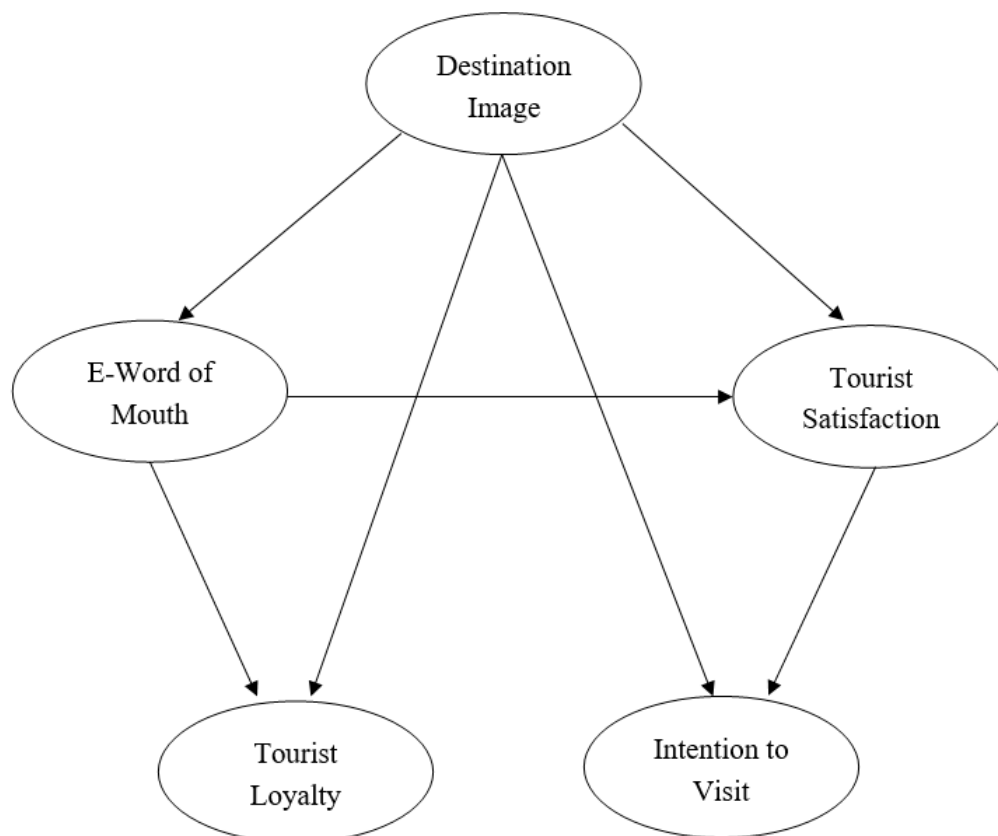 Destination
Image
E-Word of
Mouth
Tourist
Satisfaction
Tourist
Loyalty
Intention to
Visit